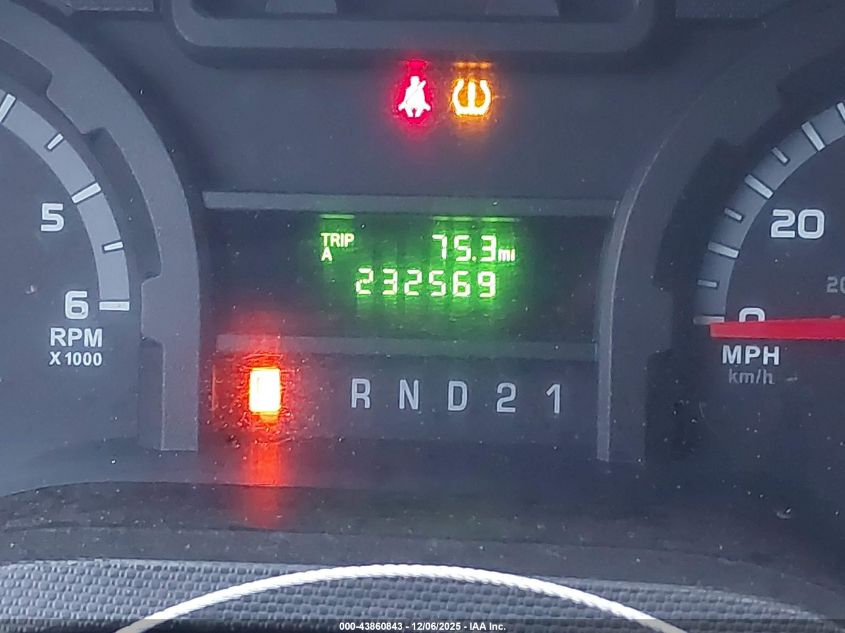 TRIP
A
75.3mi
232569
5
6
RPM
X 1000
R N D 2 1
20
0
MPH
km/h
000-43860843 - 12/06/2025 - IAA Inc.